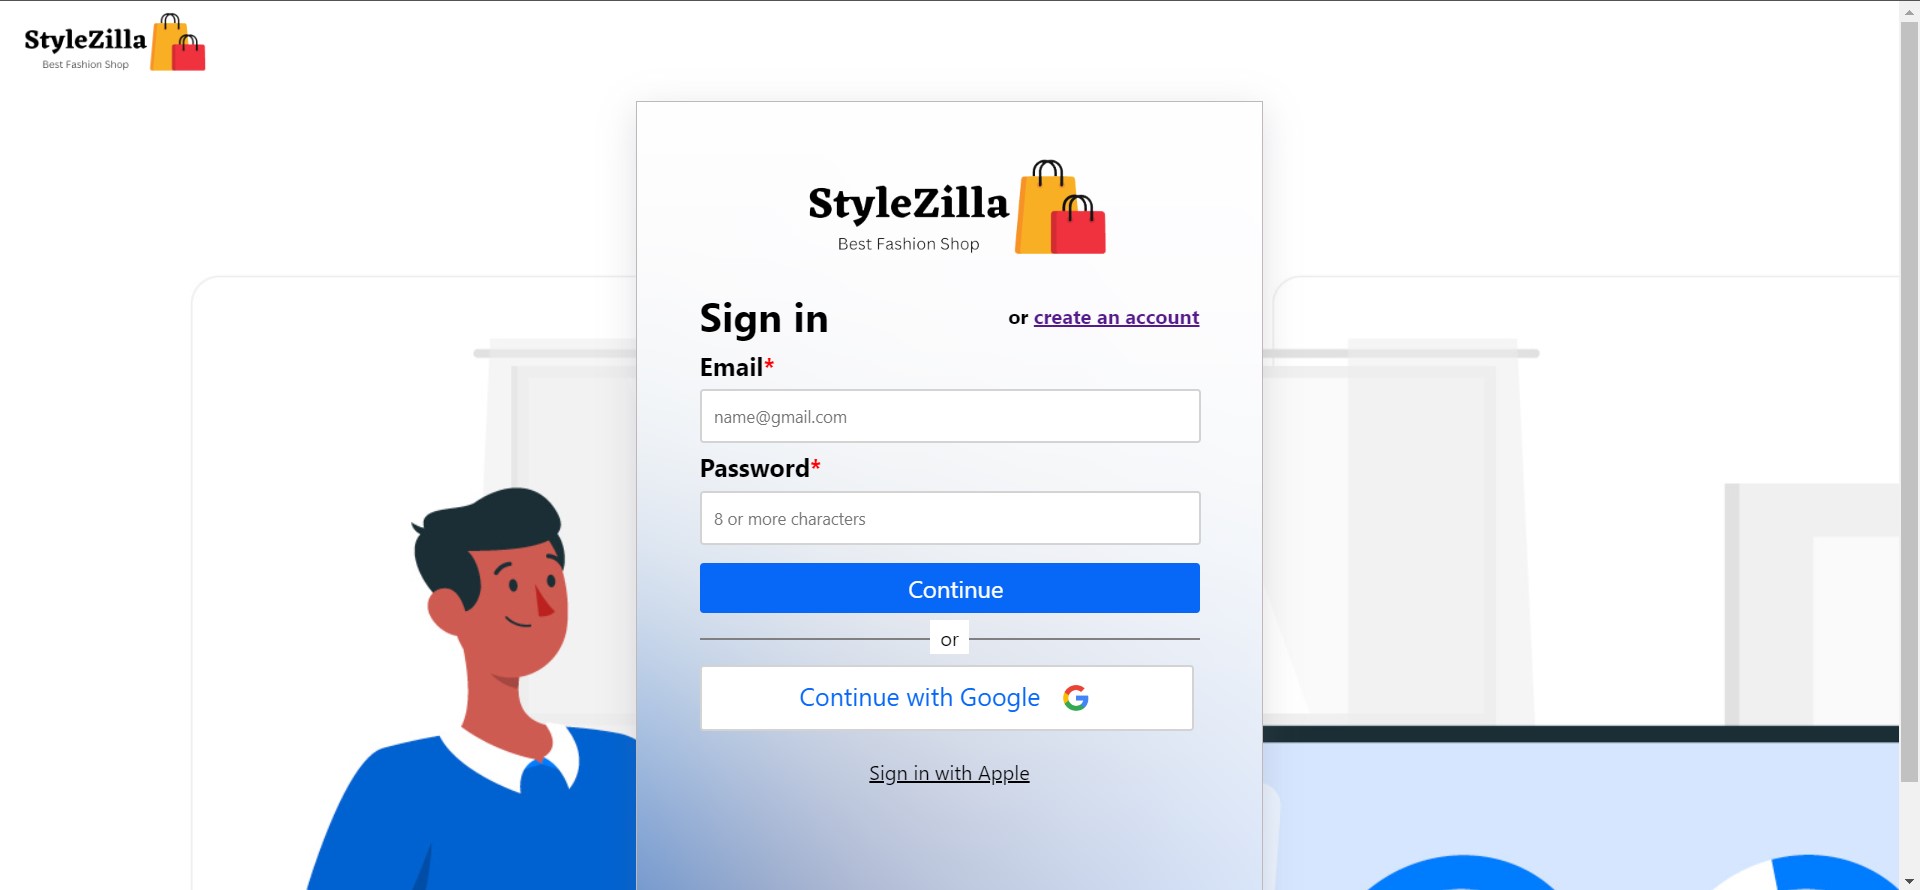 StyleZilla
Best Fashion Shop
StyleZilla
Best Fashion Shop
Sign in
or create an account
Email*
name@gmail.com
Password*
8 or more characters
Continue
or
Continue with Google
Sign in with Apple